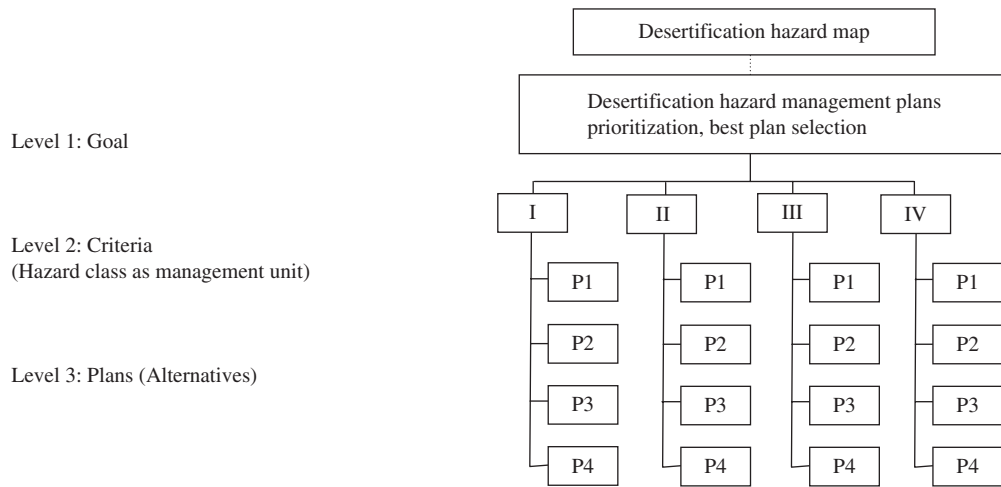 Desertification hazard map
Desertification hazard management plans
prioritization, best plan selection
Level 1: Goal
I II III IV
Level 2: Criteria
(Hazard class as management unit)
P1 P1 P1 P1
P2 P2 P2 P2
Level 3: Plans (Alternatives)
P3 P3 P3 P3
P4 P4 P4 P4